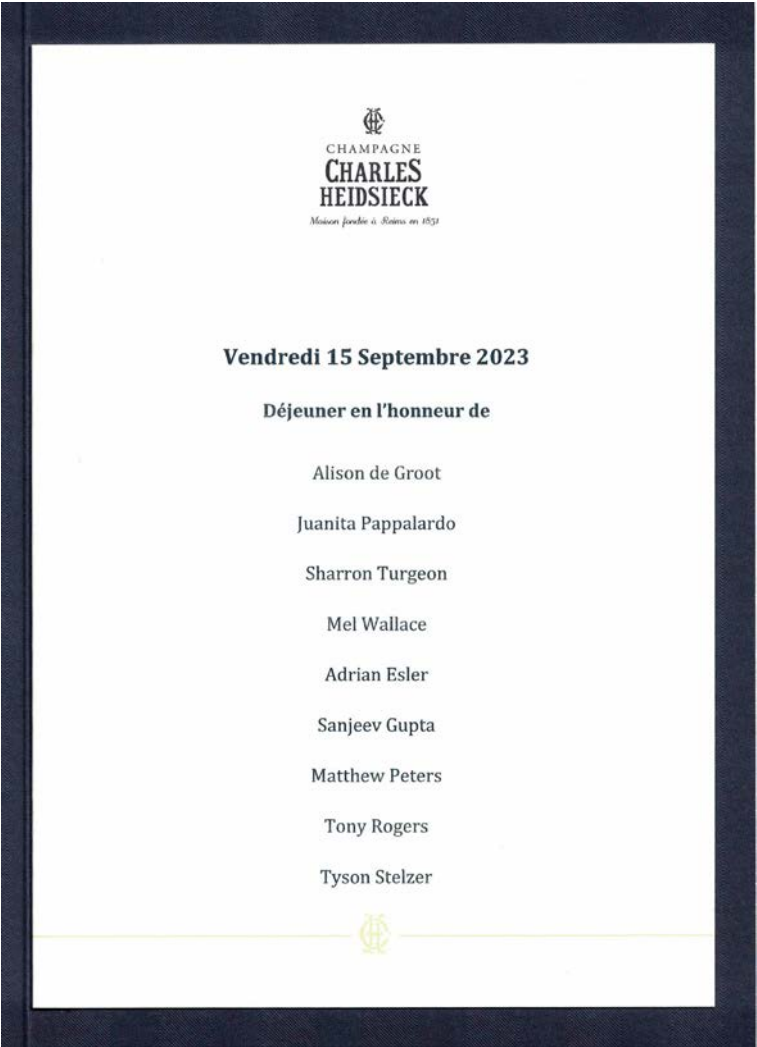 CHAMPAGNE
CHARLES
HEIDSIECK
Maison fondée à Reims en 1851
Vendredi 15 Septembre 2023
Déjeuner en l'honneur de
Alison de Groot
Juanita Pappalardo
Sharron Turgeon
Mel Wallace
Adrian Esler
Sanjeev Gupta
Matthew Peters
Tony Rogers
Tyson Stelzer